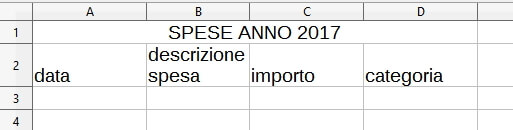 A B C D
1 SPESE ANNO 2017
descrizione
2 data spesa importo categoria
3
4